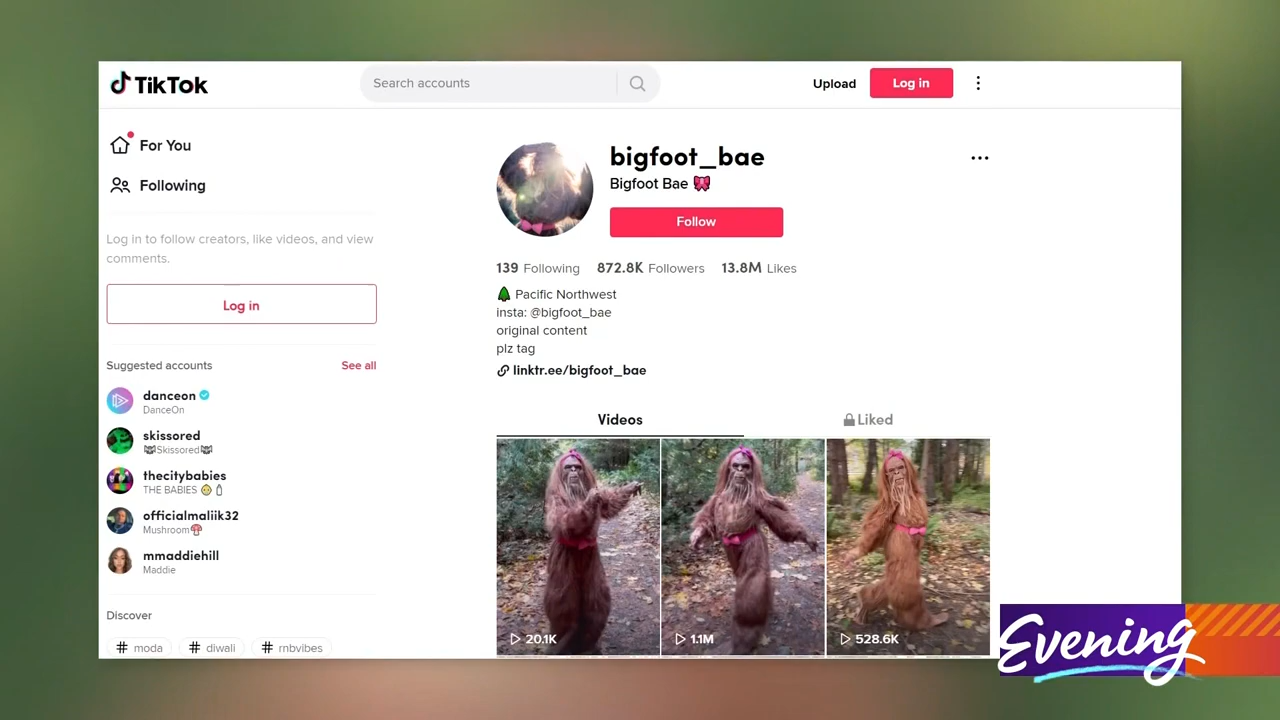 TikTok
Search accounts
Upload
Log in
For You
Following
Log in to follow creators, like videos, and view
comments.
Log in
Suggested accounts
See all
danceon
DanceOn
skissored
Skissored
thecitybabies
THE BABIES
officialmaliik32
Mushroom
mmaddiehill
Maddie
Discover
# moda
# diwali
# rnbvibes
bigfoot_bae
Bigfoot Bae
Follow
139 Following 872.8K Followers 13.8M Likes
Pacific Northwest
insta: @bigfoot_bae
original content
plz tag
linktr.ee/bigfoot_bae
Videos
Liked
20.1K
1.1M
528.6K
Evening